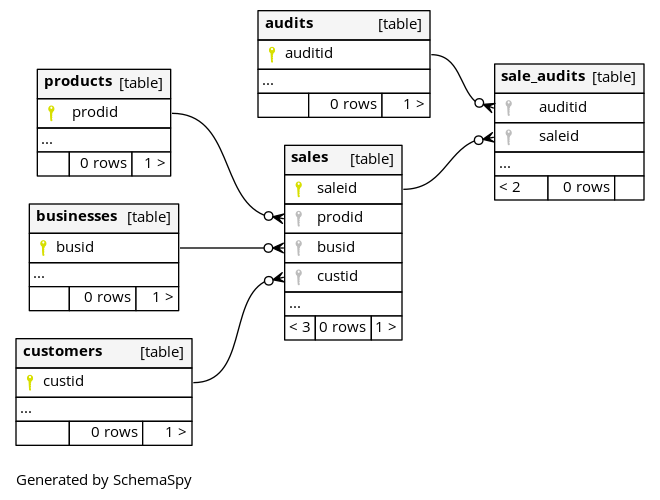 audits [table]
auditid
...
0 rows 1 >
products [table]
prodid
...
0 rows 1 >
sale_audits [table]
auditid
saleid
...
< 2 0 rows
sales [table]
saleid
prodid
busid
custid
...
< 3 0 rows 1 >
businesses [table]
busid
...
0 rows 1 >
customers [table]
custid
...
0 rows 1 >
Generated by SchemaSpy